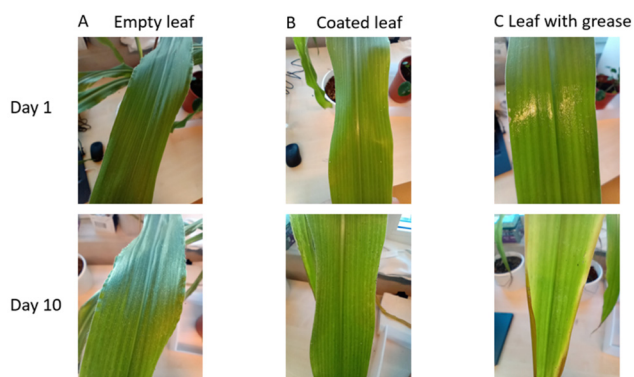 A Empty leaf
B Coated leaf
C Leaf with grease
Day 1
Day 10